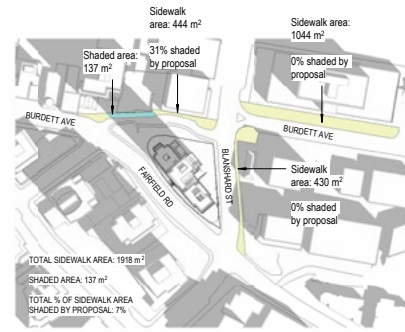 Sidewalk
area: 444 m²
31% shaded
by proposal
Shaded area:
137 m²
Sidewalk area:
1044 m²
0% shaded by
proposal
BURDETT AVE
BURDETT AVE
FAIRFIELD RD
BLANSHARD ST
Sidewalk
area: 430 m²
0% shaded
by proposal
TOTAL SIDEWALK AREA: 1918 m²
SHADED AREA: 137 m²
TOTAL % OF SIDEWALK AREA
SHADED BY PROPOSAL: 7%